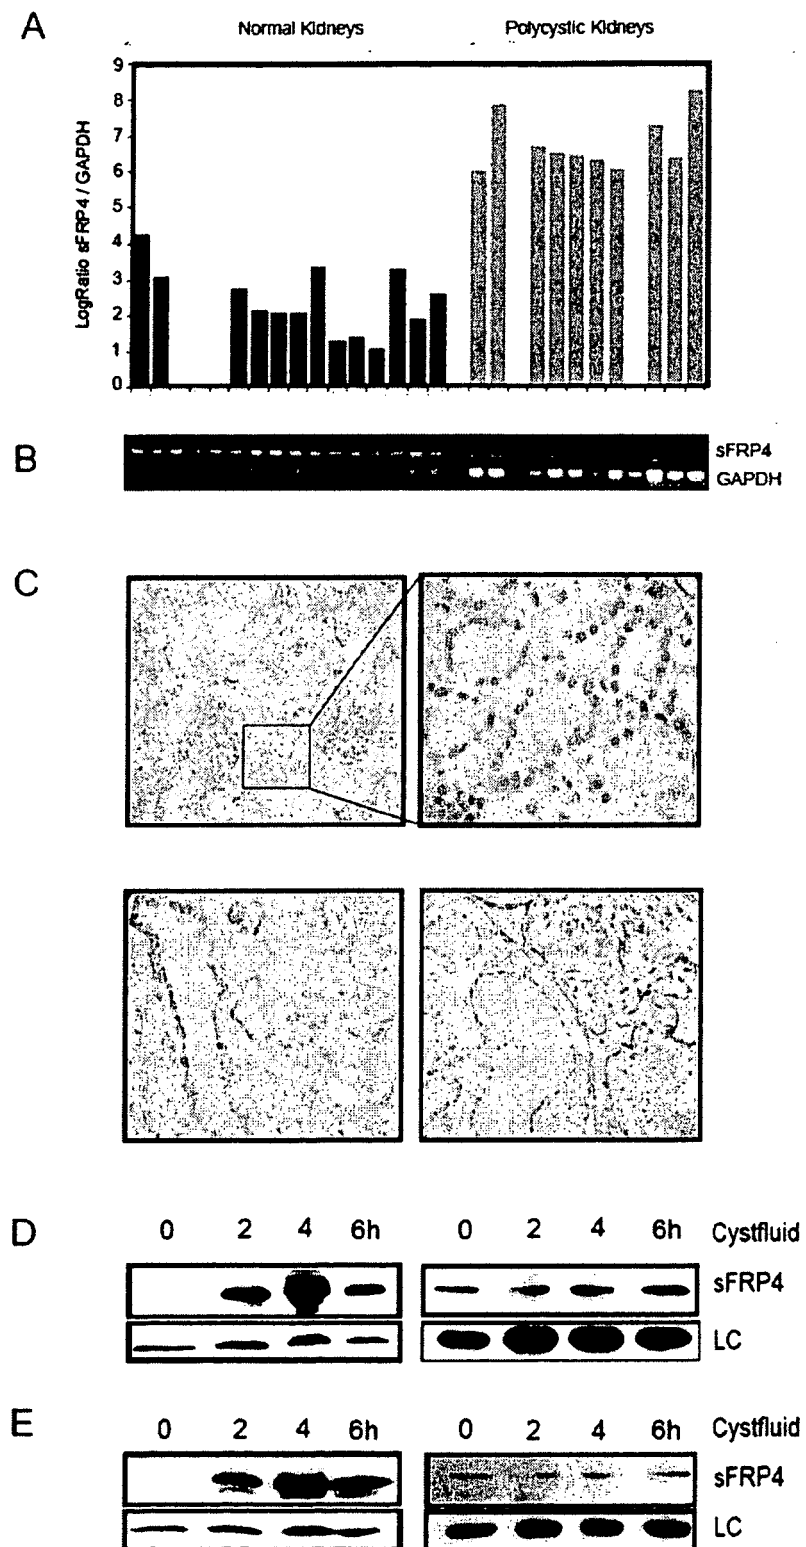 A
Normal Kidneys Polycystic Kidneys
LogRatio sFRP4 / GAPDH
9
8
7
6
5
4
3
2
1
0
B
sFRP4
GAPDH
C
D
0 2 4 6h 0 2 4 6h Cystfluid
sFRP4
LC
E
0 2 4 6h 0 2 4 6h Cystfluid
sFRP4
LC